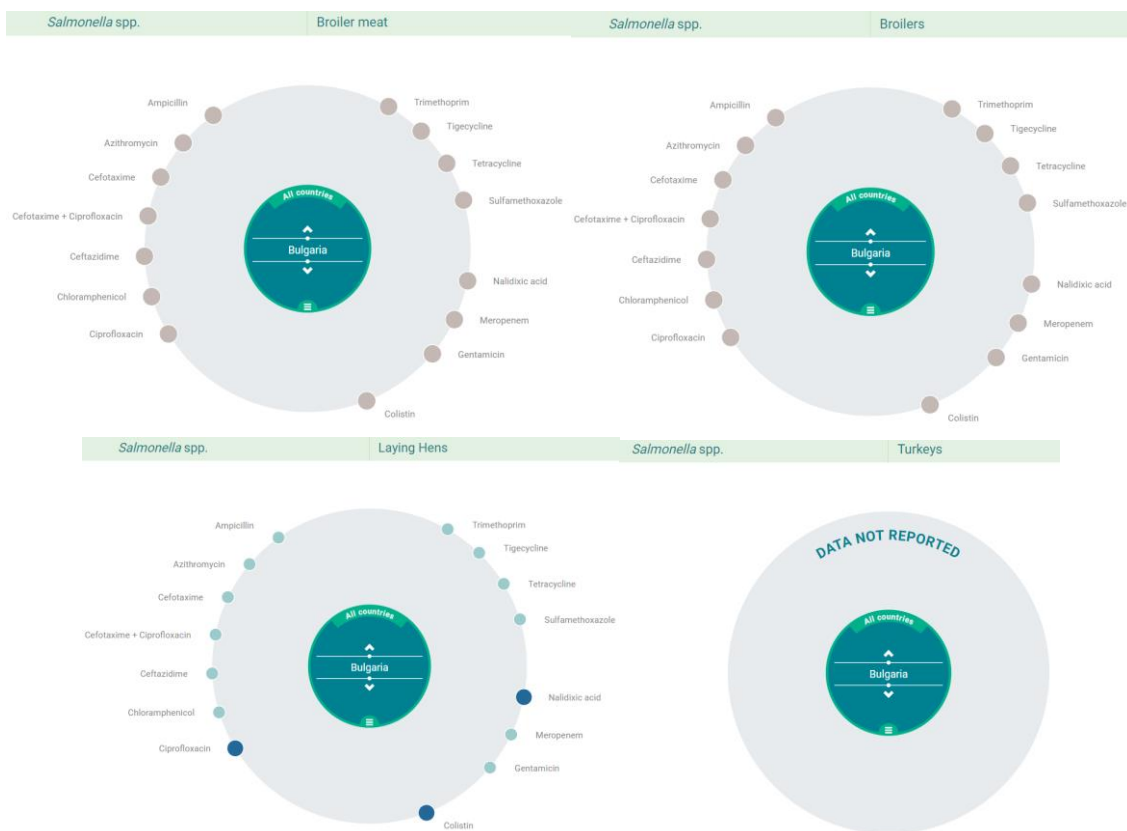 Salmonella spp.
Broiler meat
Ampicillin
Azithromycin
Cefotaxime
Cefotaxime + Ciprofloxacin
Ceftazidime
Chloramphenicol
Ciprofloxacin
Trimethoprim
Tigecycline
Tetracycline
Sulfamethoxazole
Nalidixic acid
Meropenem
Gentamicin
Colistin
All countries
Bulgaria
Salmonella spp.
Broilers
Ampicillin
Azithromycin
Cefotaxime
Cefotaxime + Ciprofloxacin
Ceftazidime
Chloramphenicol
Ciprofloxacin
Trimethoprim
Tigecycline
Tetracycline
Sulfamethoxazole
Nalidixic acid
Meropenem
Gentamicin
Colistin
All countries
Bulgaria
Salmonella spp.
Laying Hens
Ampicillin
Azithromycin
Cefotaxime
Cefotaxime + Ciprofloxacin
Ceftazidime
Chloramphenicol
Ciprofloxacin
Trimethoprim
Tigecycline
Tetracycline
Sulfamethoxazole
Nalidixic acid
Meropenem
Gentamicin
Colistin
All countries
Bulgaria
Salmonella spp.
Turkeys
DATA NOT REPORTED
All countries
Bulgaria